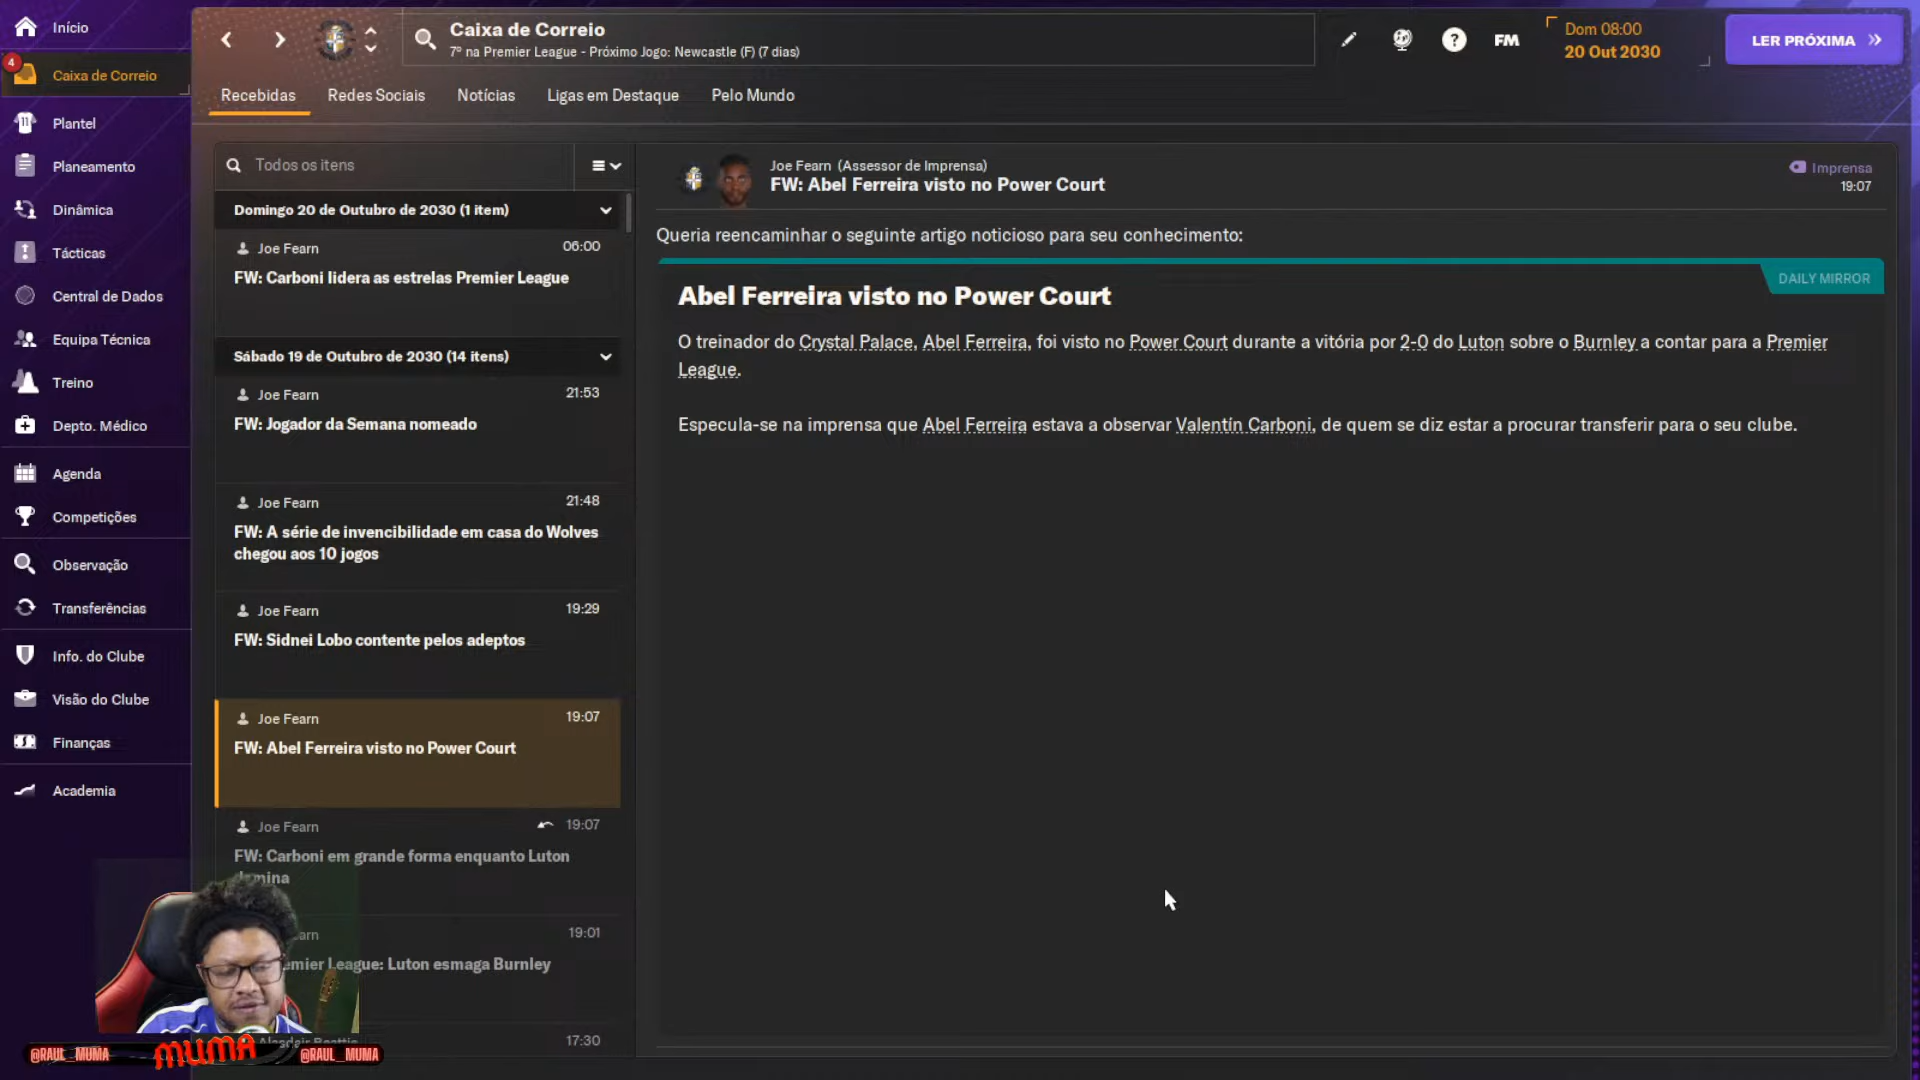 Início
Caixa de Correio
7º na Premier League - Próximo Jogo: Newcastle (F) (7 dias)
FM
Dom 08:00
20 Out 2030
LER PRÓXIMA
4
Caixa de Correio
Plantel
Planeamento
Dinâmica
Tácticas
Central de Dados
Equipa Técnica
Treino
Depto. Médico
Agenda
Competições
Observação
Transferências
Info. do Clube
Visão do Clube
Finanças
Academia
Recebidas
Redes Sociais
Notícias
Ligas em Destaque
Pelo Mundo
Todos os itens
Domingo 20 de Outubro de 2030 (1 item)
Joe Fearn
06:00
FW: Carboni lidera as estrelas Premier League
Sábado 19 de Outubro de 2030 (14 itens)
Joe Fearn
21:53
FW: Jogador da Semana nomeado
Joe Fearn
21:48
FW: A série de invencibilidade em casa do Wolves
chegou aos 10 jogos
Joe Fearn
19:29
FW: Sidnei Lobo contente pelos adeptos
Joe Fearn
19:07
FW: Abel Ferreira visto no Power Court
Joe Fearn
19:07
FW: Carboni em grande forma enquanto Luton
19:01
Luton esmaga Burnley
17:30
Joe Fearn (Assessor de Imprensa)
FW: Abel Ferreira visto no Power Court
Imprensa
19:07
Queria reencaminhar o seguinte artigo noticioso para seu conhecimento:
DAILY MIRROR
Abel Ferreira visto no Power Court
O treinador do Crystal Palace, Abel Ferreira, foi visto no Power Court durante a vitória por 2-0 do Luton sobre o Burnley a contar para a Premier
League.
Especula-se na imprensa que Abel Ferreira estava a observar Valentín Carboni, de quem se diz estar a procurar transferir para o seu clube.
@RAUL_MUMA
MUMA
@RAUL_MUMA